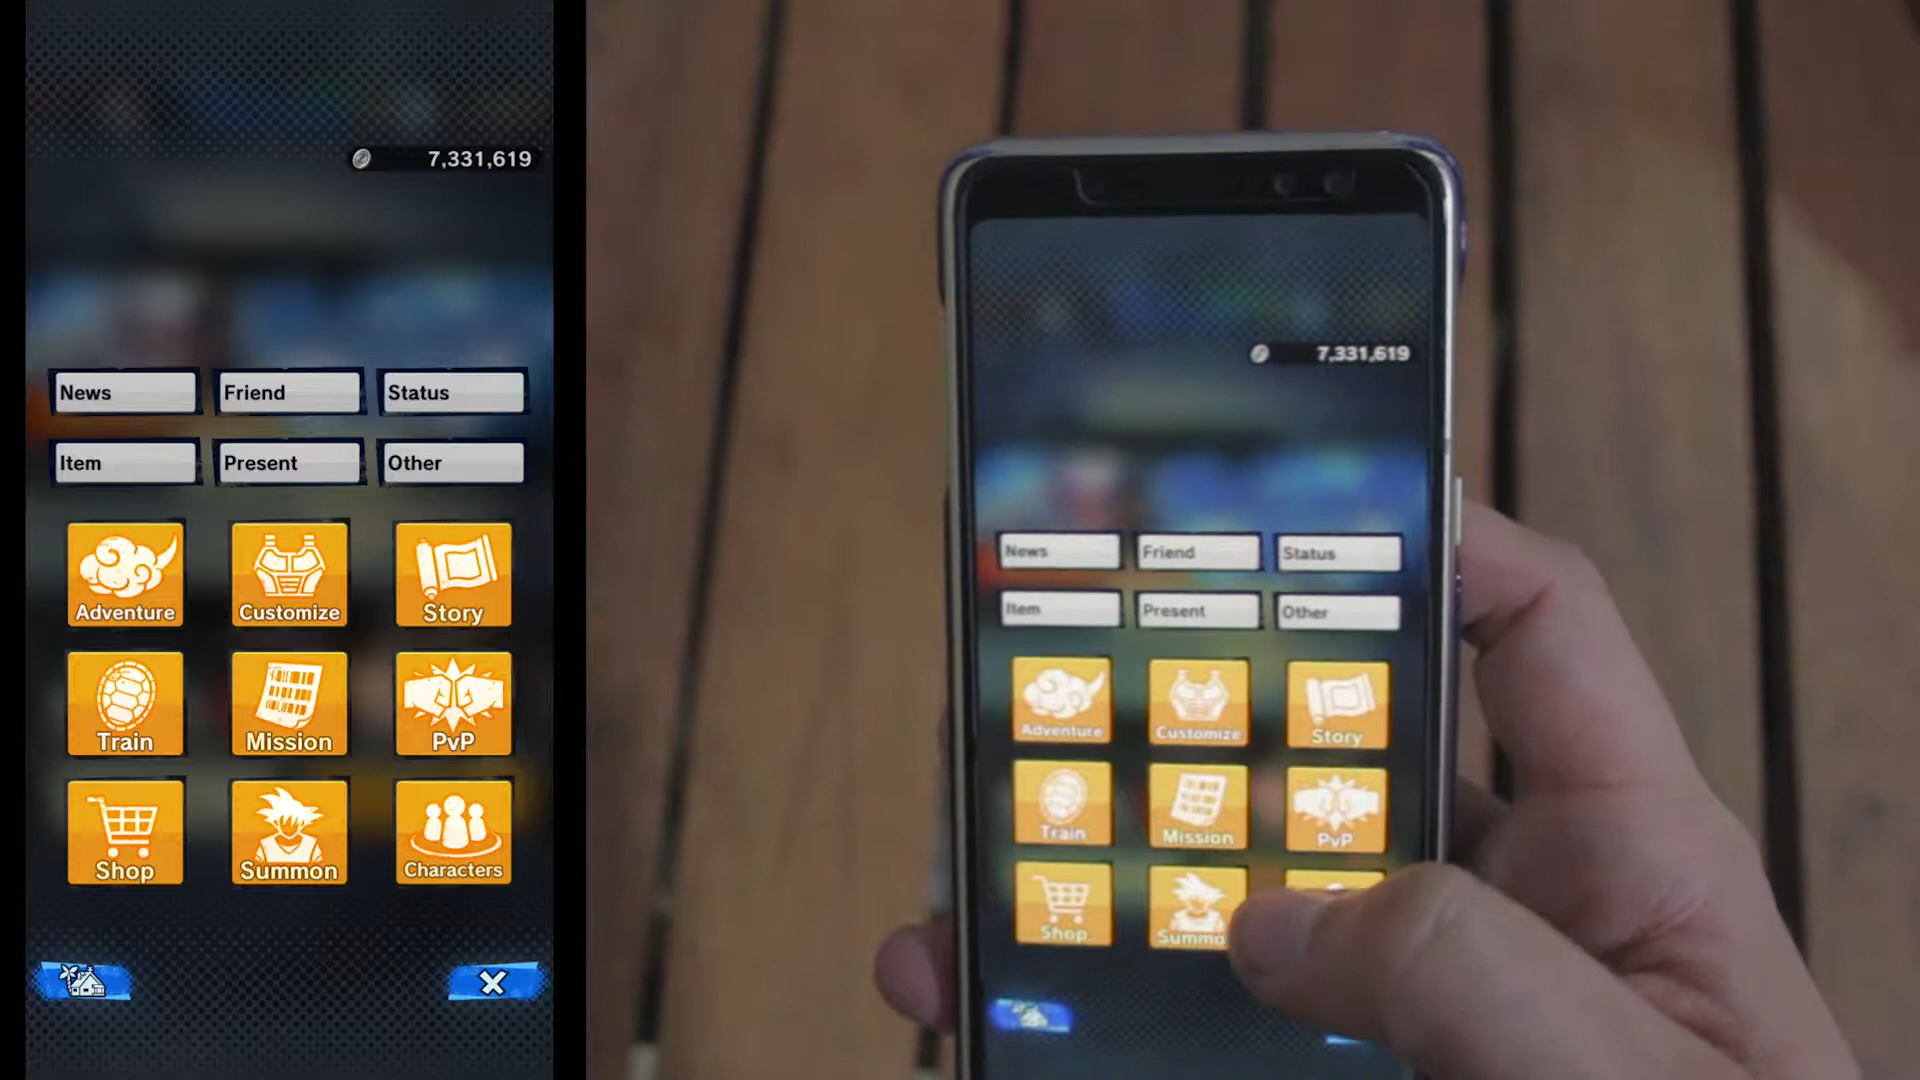 7,331,619
News Friend Status
Item Present Other
Adventure Customize Story
Train Mission PvP
Shop Summon Characters
7,331,619
News Friend Status
Item Present Other
Adventure Customize Story
Train Mission PvP
Shop Summo